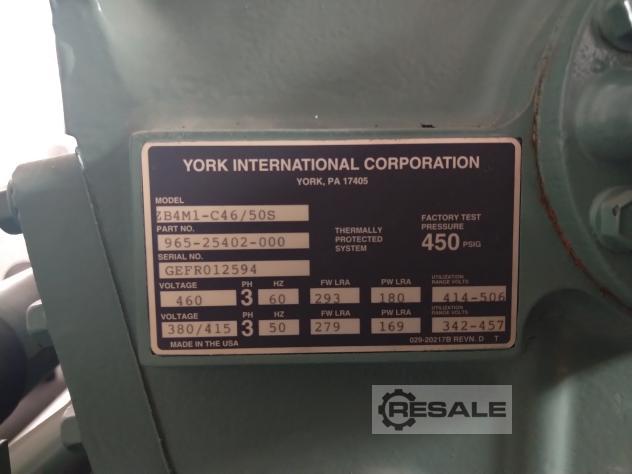 YORK INTERNATIONAL CORPORATION
YORK, PA 17405
MODEL
ZB4M1-C46/50S
PART NO.
965-25402-000
SERIAL NO.
GEFR012594
THERMALLY
PROTECTED
SYSTEM
FACTORY TEST
PRESSURE
450 PSIG
VOLTAGE PH HZ FW LRA PW LRA UTILIZATION RANGE VOLTS
460 3 60 293 180 414-506
VOLTAGE PH HZ FW LRA PW LRA UTILIZATION RANGE VOLTS
380/415 3 50 279 169 342-457
MADE IN THE USA 029-20217B REVN. D T
RESALE